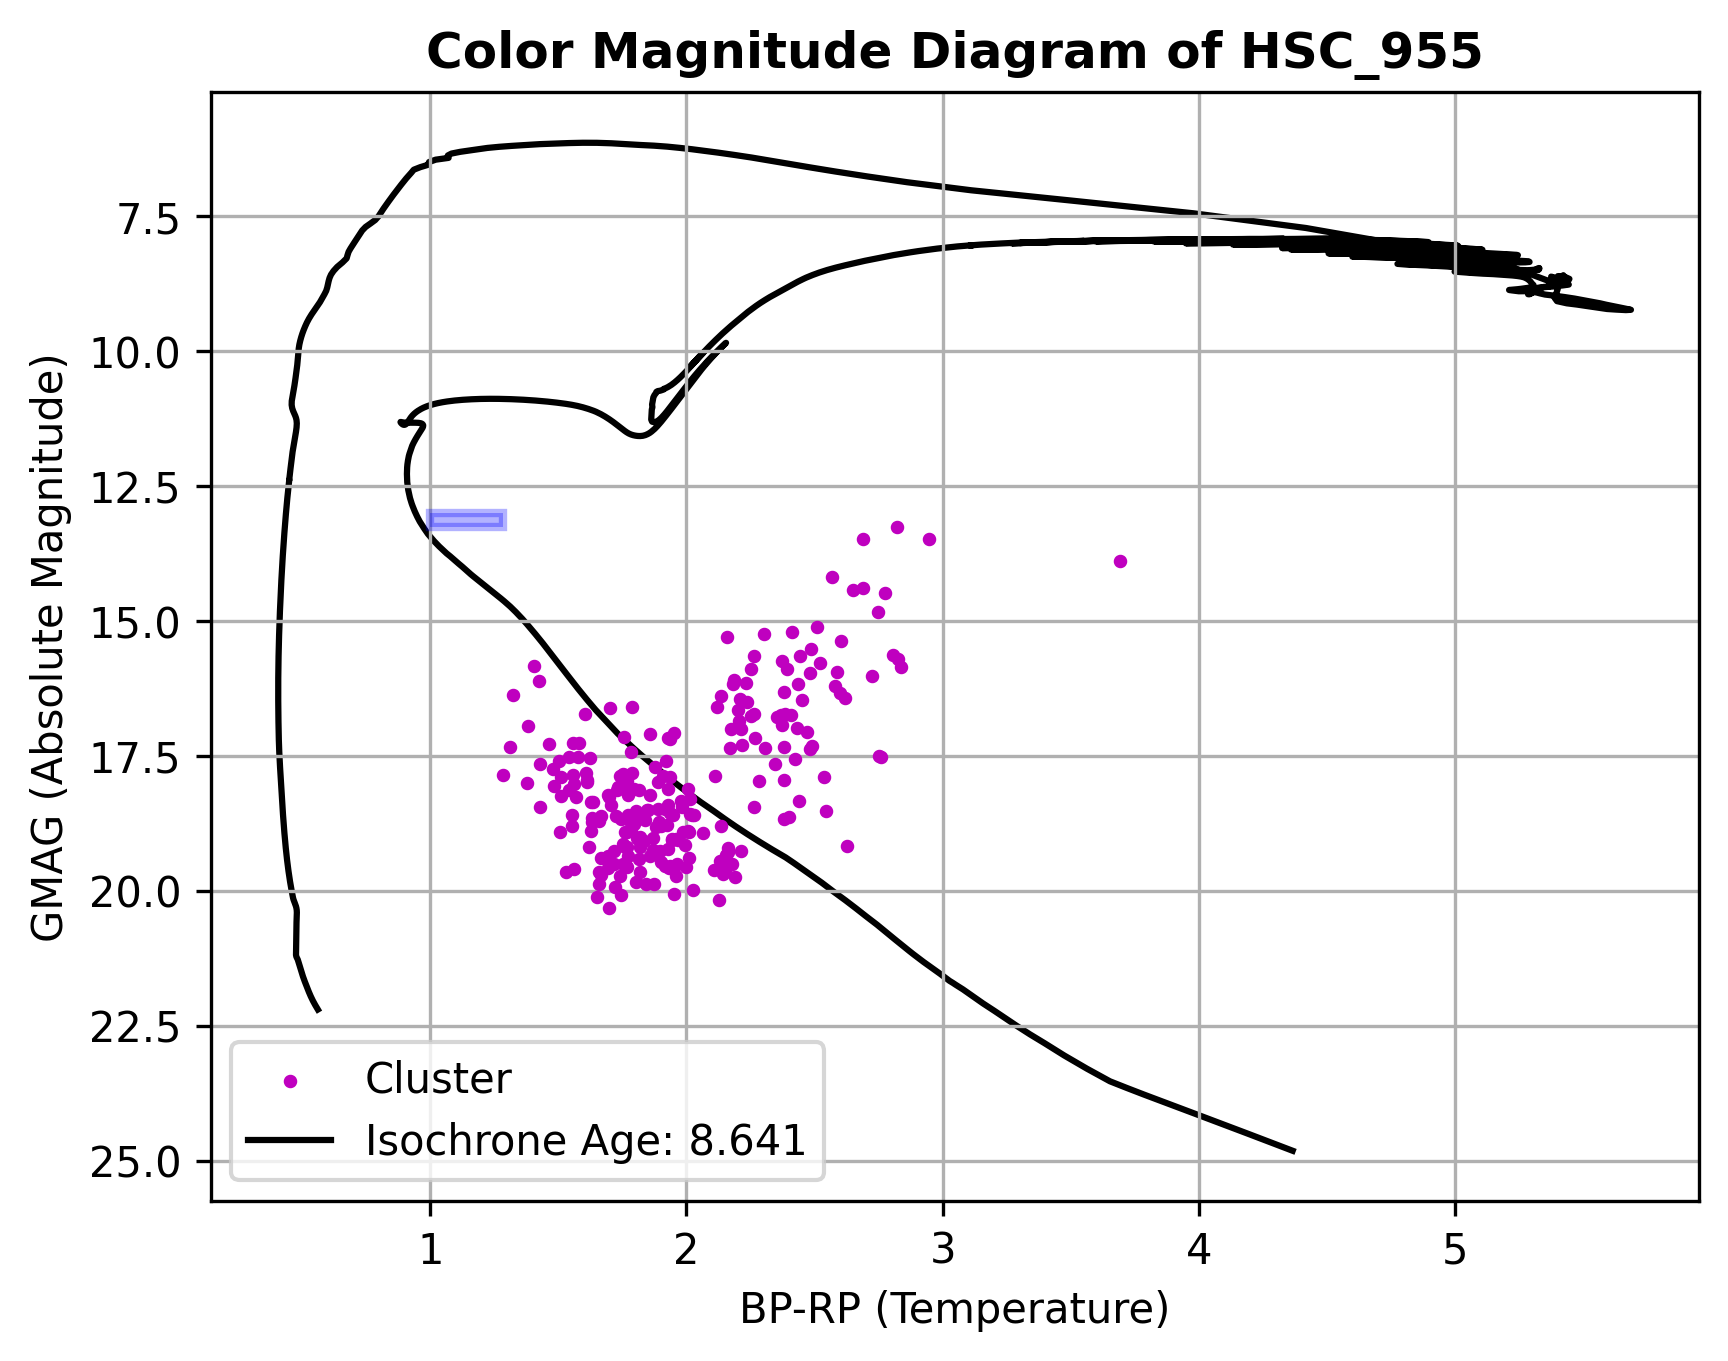 Color Magnitude Diagram of HSC_955
GMAG (Absolute Magnitude)
7.5
10.0
12.5
15.0
17.5
20.0
22.5
25.0
Cluster
Isochrone Age: 8.641
1 2 3 4 5
BP-RP (Temperature)